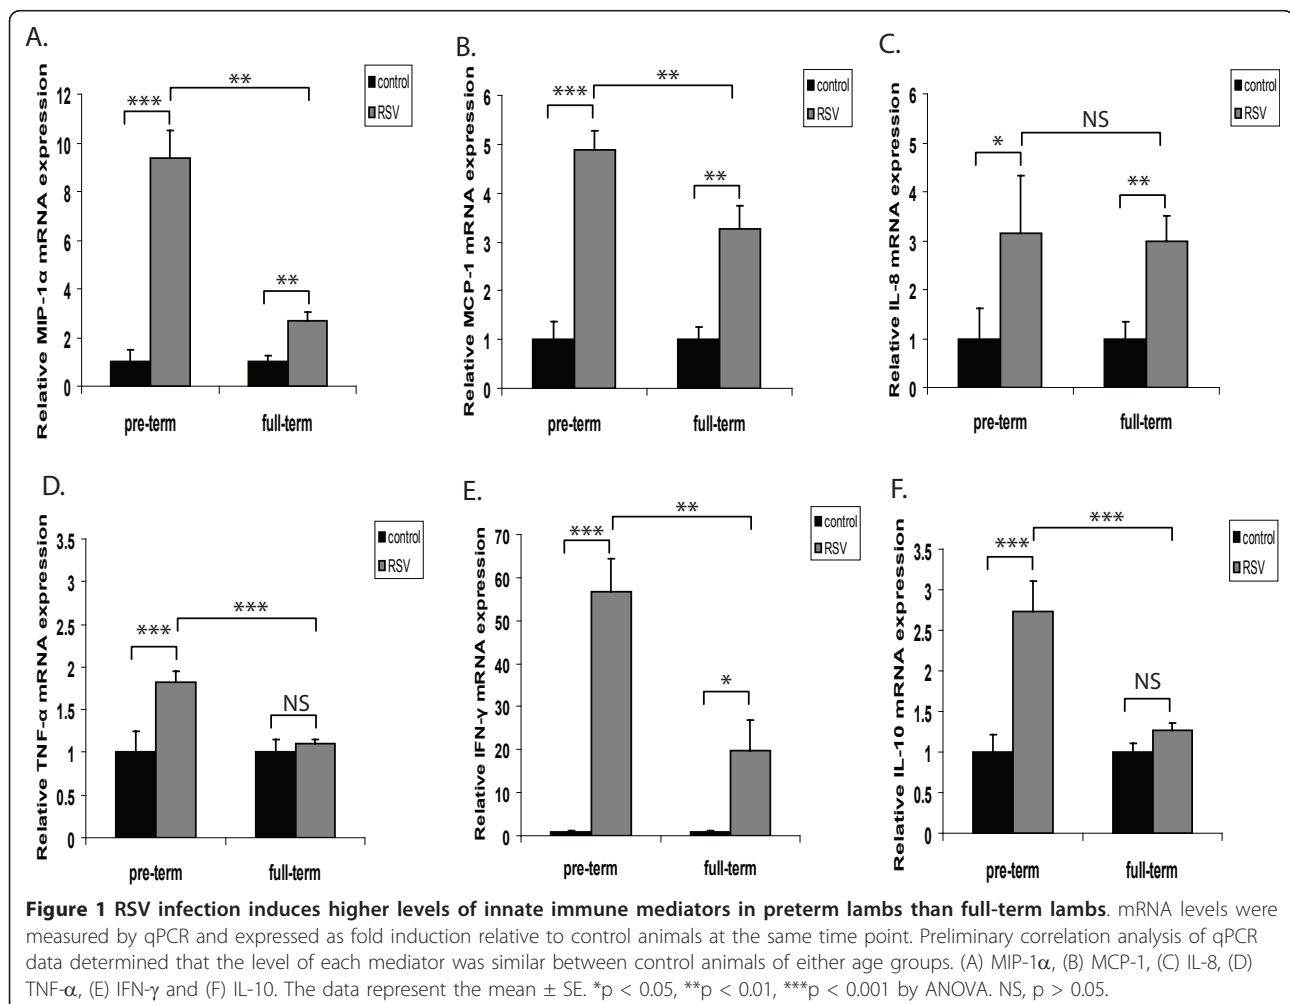 A.
control
RSV
**
***
**
12
10
8
6
4
2
0
Relative MIP-1α mRNA expression
pre-term
full-term
B.
control
RSV
**
***
**
6
5
4
3
2
1
0
Relative MCP-1 mRNA expression
pre-term
full-term
C.
control
RSV
NS
*
**
6
5
4
3
2
1
0
Relative IL-8 mRNA expression
pre-term
full-term
D.
control
RSV
***
***
NS
3.5
3
2.5
2
1.5
1
0.5
0
Relative TNF-α mRNA expression
pre-term
full-term
E.
control
RSV
**
***
*
70
60
50
40
30
20
10
0
Relative IFN-γ mRNA expression
pre-term
full-term
F.
control
RSV
***
***
NS
3.5
3
2.5
2
1.5
1
0.5
0
Relative IL-10 mRNA expression
pre-term
full-term
Figure 1 RSV infection induces higher levels of innate immune mediators in preterm lambs than full-term lambs. mRNA levels were
measured by qPCR and expressed as fold induction relative to control animals at the same time point. Preliminary correlation analysis of qPCR
data determined that the level of each mediator was similar between control animals of either age groups. (A) MIP-1α, (B) MCP-1, (C) IL-8, (D)
TNF-α, (E) IFN-γ and (F) IL-10. The data represent the mean ± SE. *p < 0.05, **p < 0.01, ***p < 0.001 by ANOVA. NS, p > 0.05.